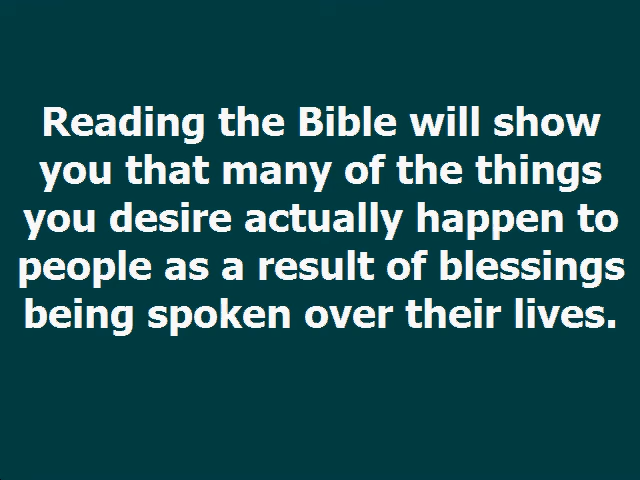 Reading the Bible will show
you that many of the things
you desire actually happen to
people as a result of blessings
being spoken over their lives.